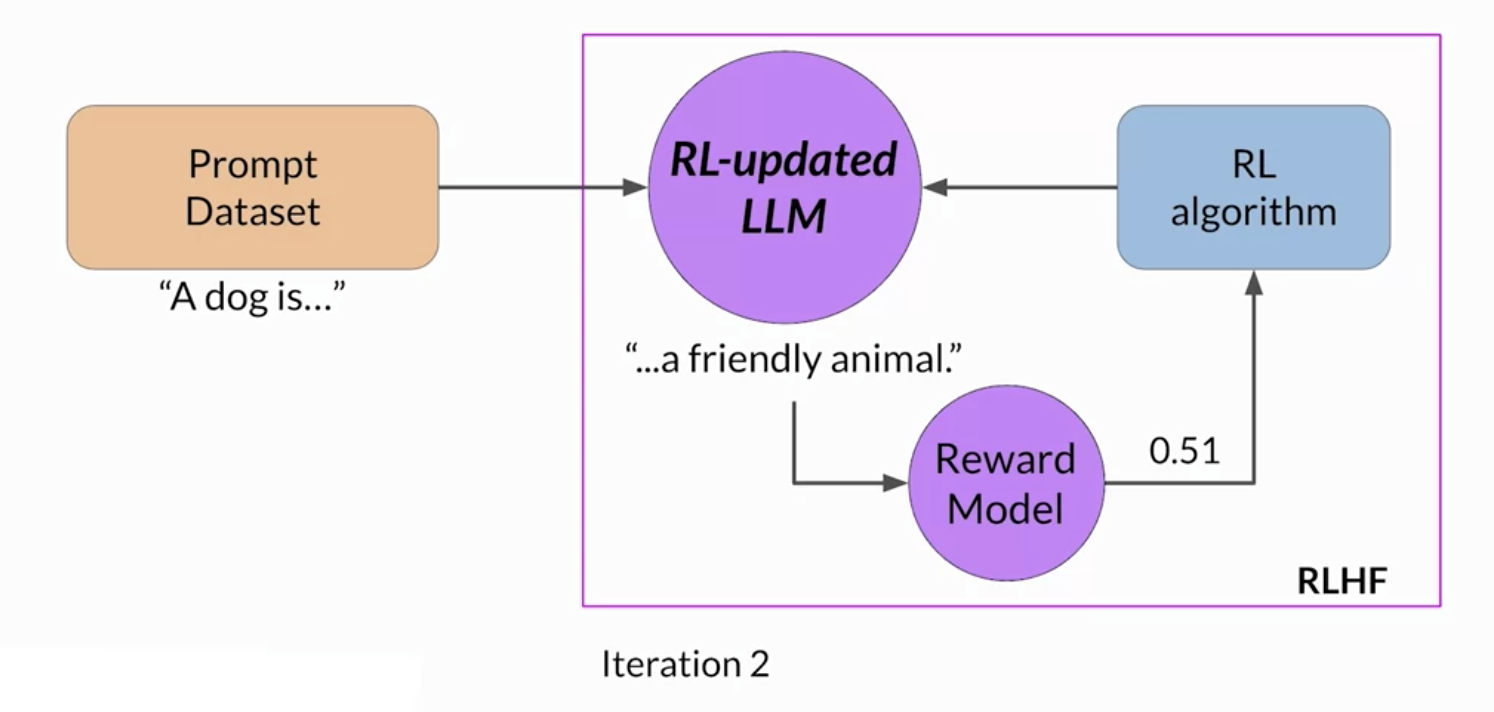 Prompt
Dataset
“A dog is...”
RL-updated
LLM
“...a friendly animal.”
RL
algorithm
Reward
Model
0.51
RLHF
Iteration 2